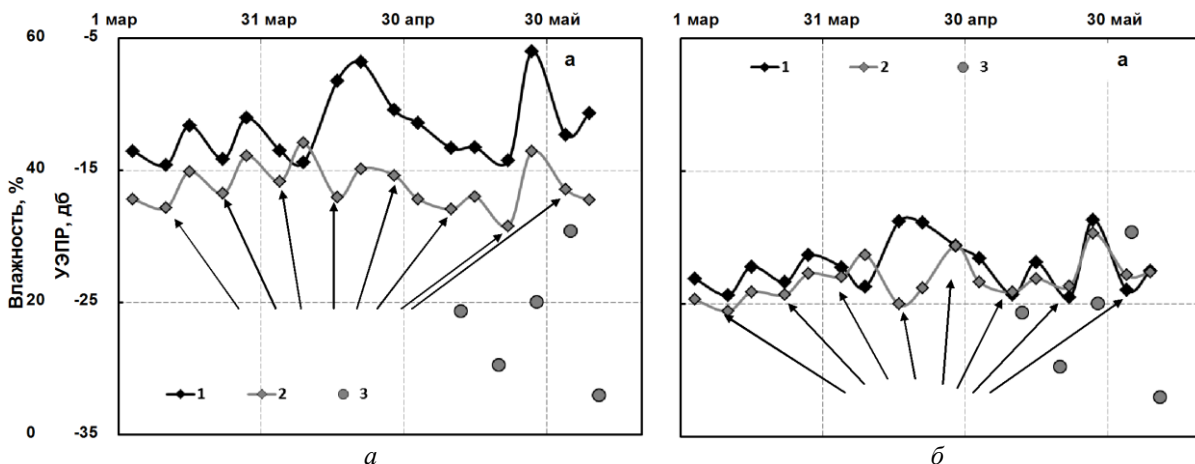 1 мар 31 мар 30 апр 30 май 1 мар 31 мар 30 апр 30 май
60 -5
а а
1 2 3
40 -15
Влажность, %
УЭПР, дб
20 -25
1 2 3
0 -35
а б